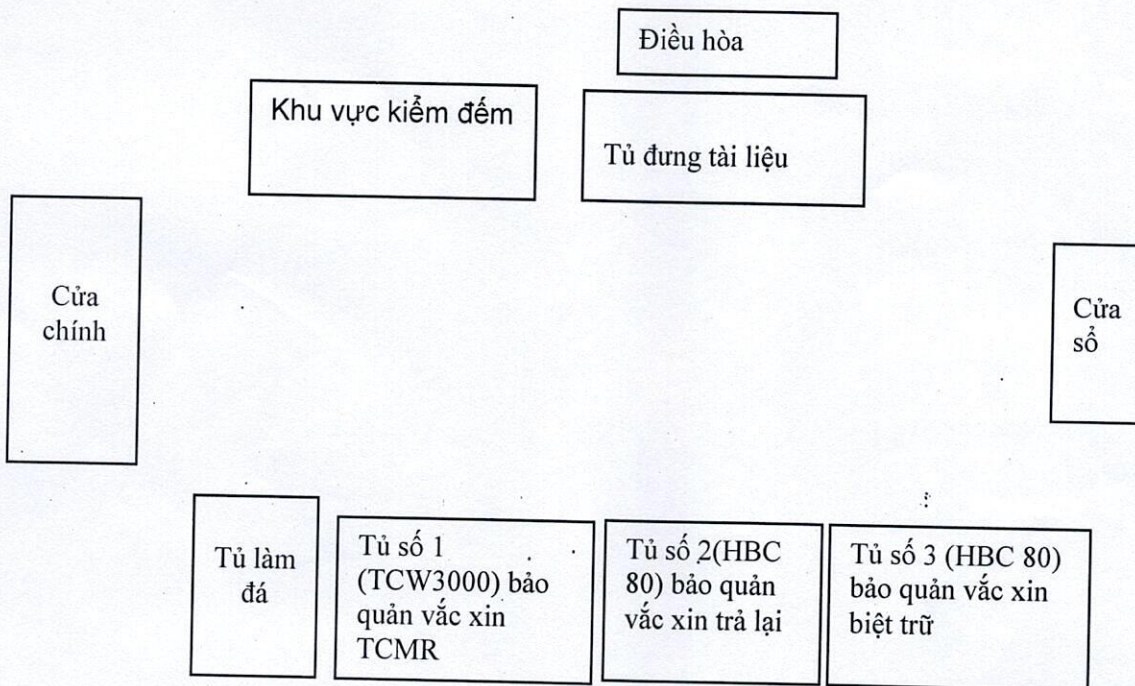 Điều hòa
Khu vực kiểm đếm
Tủ đưng tài liệu
Cửa
chính
Cửa
sổ
Tủ làm
đá
Tủ số 1
(TCW3000) bảo
quản vắc xin
TCMR
Tủ số 2(HBC
80) bảo quản
vắc xin trả lại
Tủ số 3 (HBC 80)
bảo quản vắc xin
biệt trữ